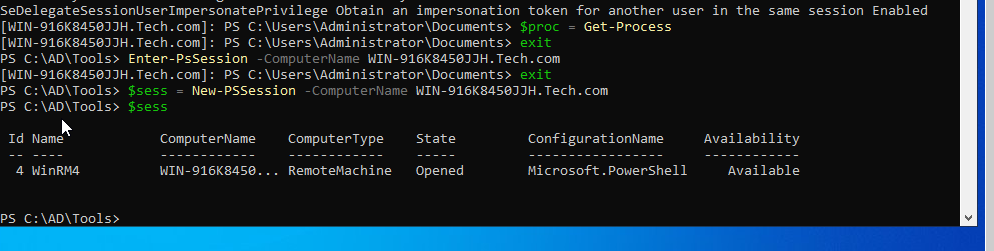 SeDelegateSessionUserImpersonatePrivilege Obtain an impersonation token for another user in the same session Enabled
[WIN-916K8450JJH.Tech.com]: PS C:\Users\Administrator\Documents> $proc = Get-Process
[WIN-916K8450JJH.Tech.com]: PS C:\Users\Administrator\Documents> exit
PS C:\AD\Tools> Enter-PsSession -ComputerName WIN-916K8450JJH.Tech.com
[WIN-916K8450JJH.Tech.com]: PS C:\Users\Administrator\Documents> exit
PS C:\AD\Tools> $sess = New-PSSession -ComputerName WIN-916K8450JJH.Tech.com
PS C:\AD\Tools> $sess
Id Name ComputerName ComputerType State ConfigurationName Availability
-- ---- ------------ ------------ ----- ----------------- ------------
4 WinRM4 WIN-916K8450... RemoteMachine Opened Microsoft.PowerShell Available
PS C:\AD\Tools>